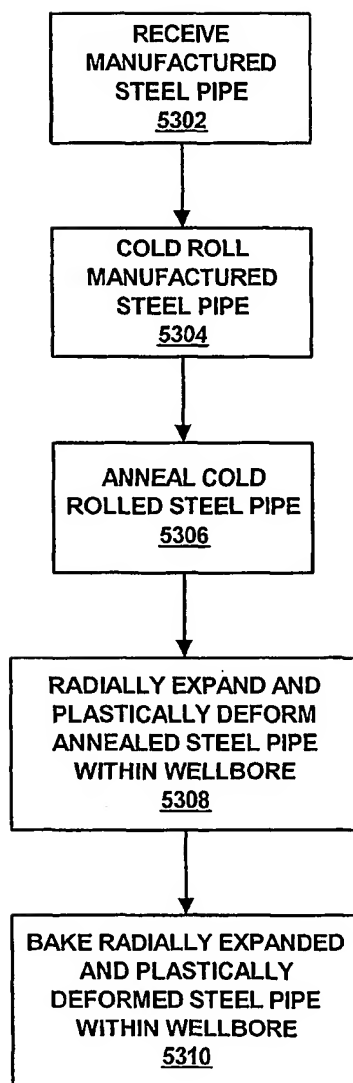 RECEIVE
MANUFACTURED
STEEL PIPE
5302
COLD ROLL
MANUFACTURED
STEEL PIPE
5304
ANNEAL COLD
ROLLED STEEL PIPE
5306
RADIALLY EXPAND AND
PLASTICALLY DEFORM
ANNEALED STEEL PIPE
WITHIN WELLBORE
5308
BAKE RADIALLY EXPANDED
AND PLASTICALLY
DEFORMED STEEL PIPE
WITHIN WELLBORE
5310